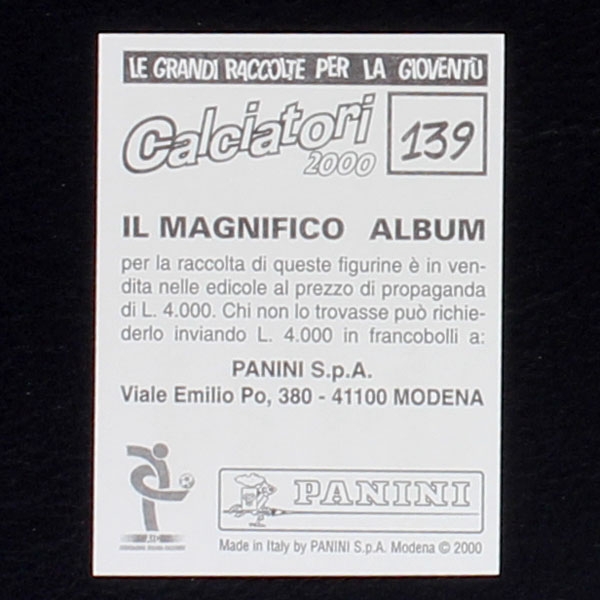 LE GRANDI RACCOLTE PER LA GIOVENTÙ
Calciatori
2000
139
IL MAGNIFICO ALBUM
per la raccolta di queste figurine è in ven-
dita nelle edicole al prezzo di propaganda
di L. 4.000. Chi non lo trovasse può richie-
derlo inviando L. 4.000 in francobolli a:
PANINI S.p.A.
Viale Emilio Po, 380 - 41100 MODENA
PANINI
Made in Italy by PANINI S.p.A. Modena © 2000